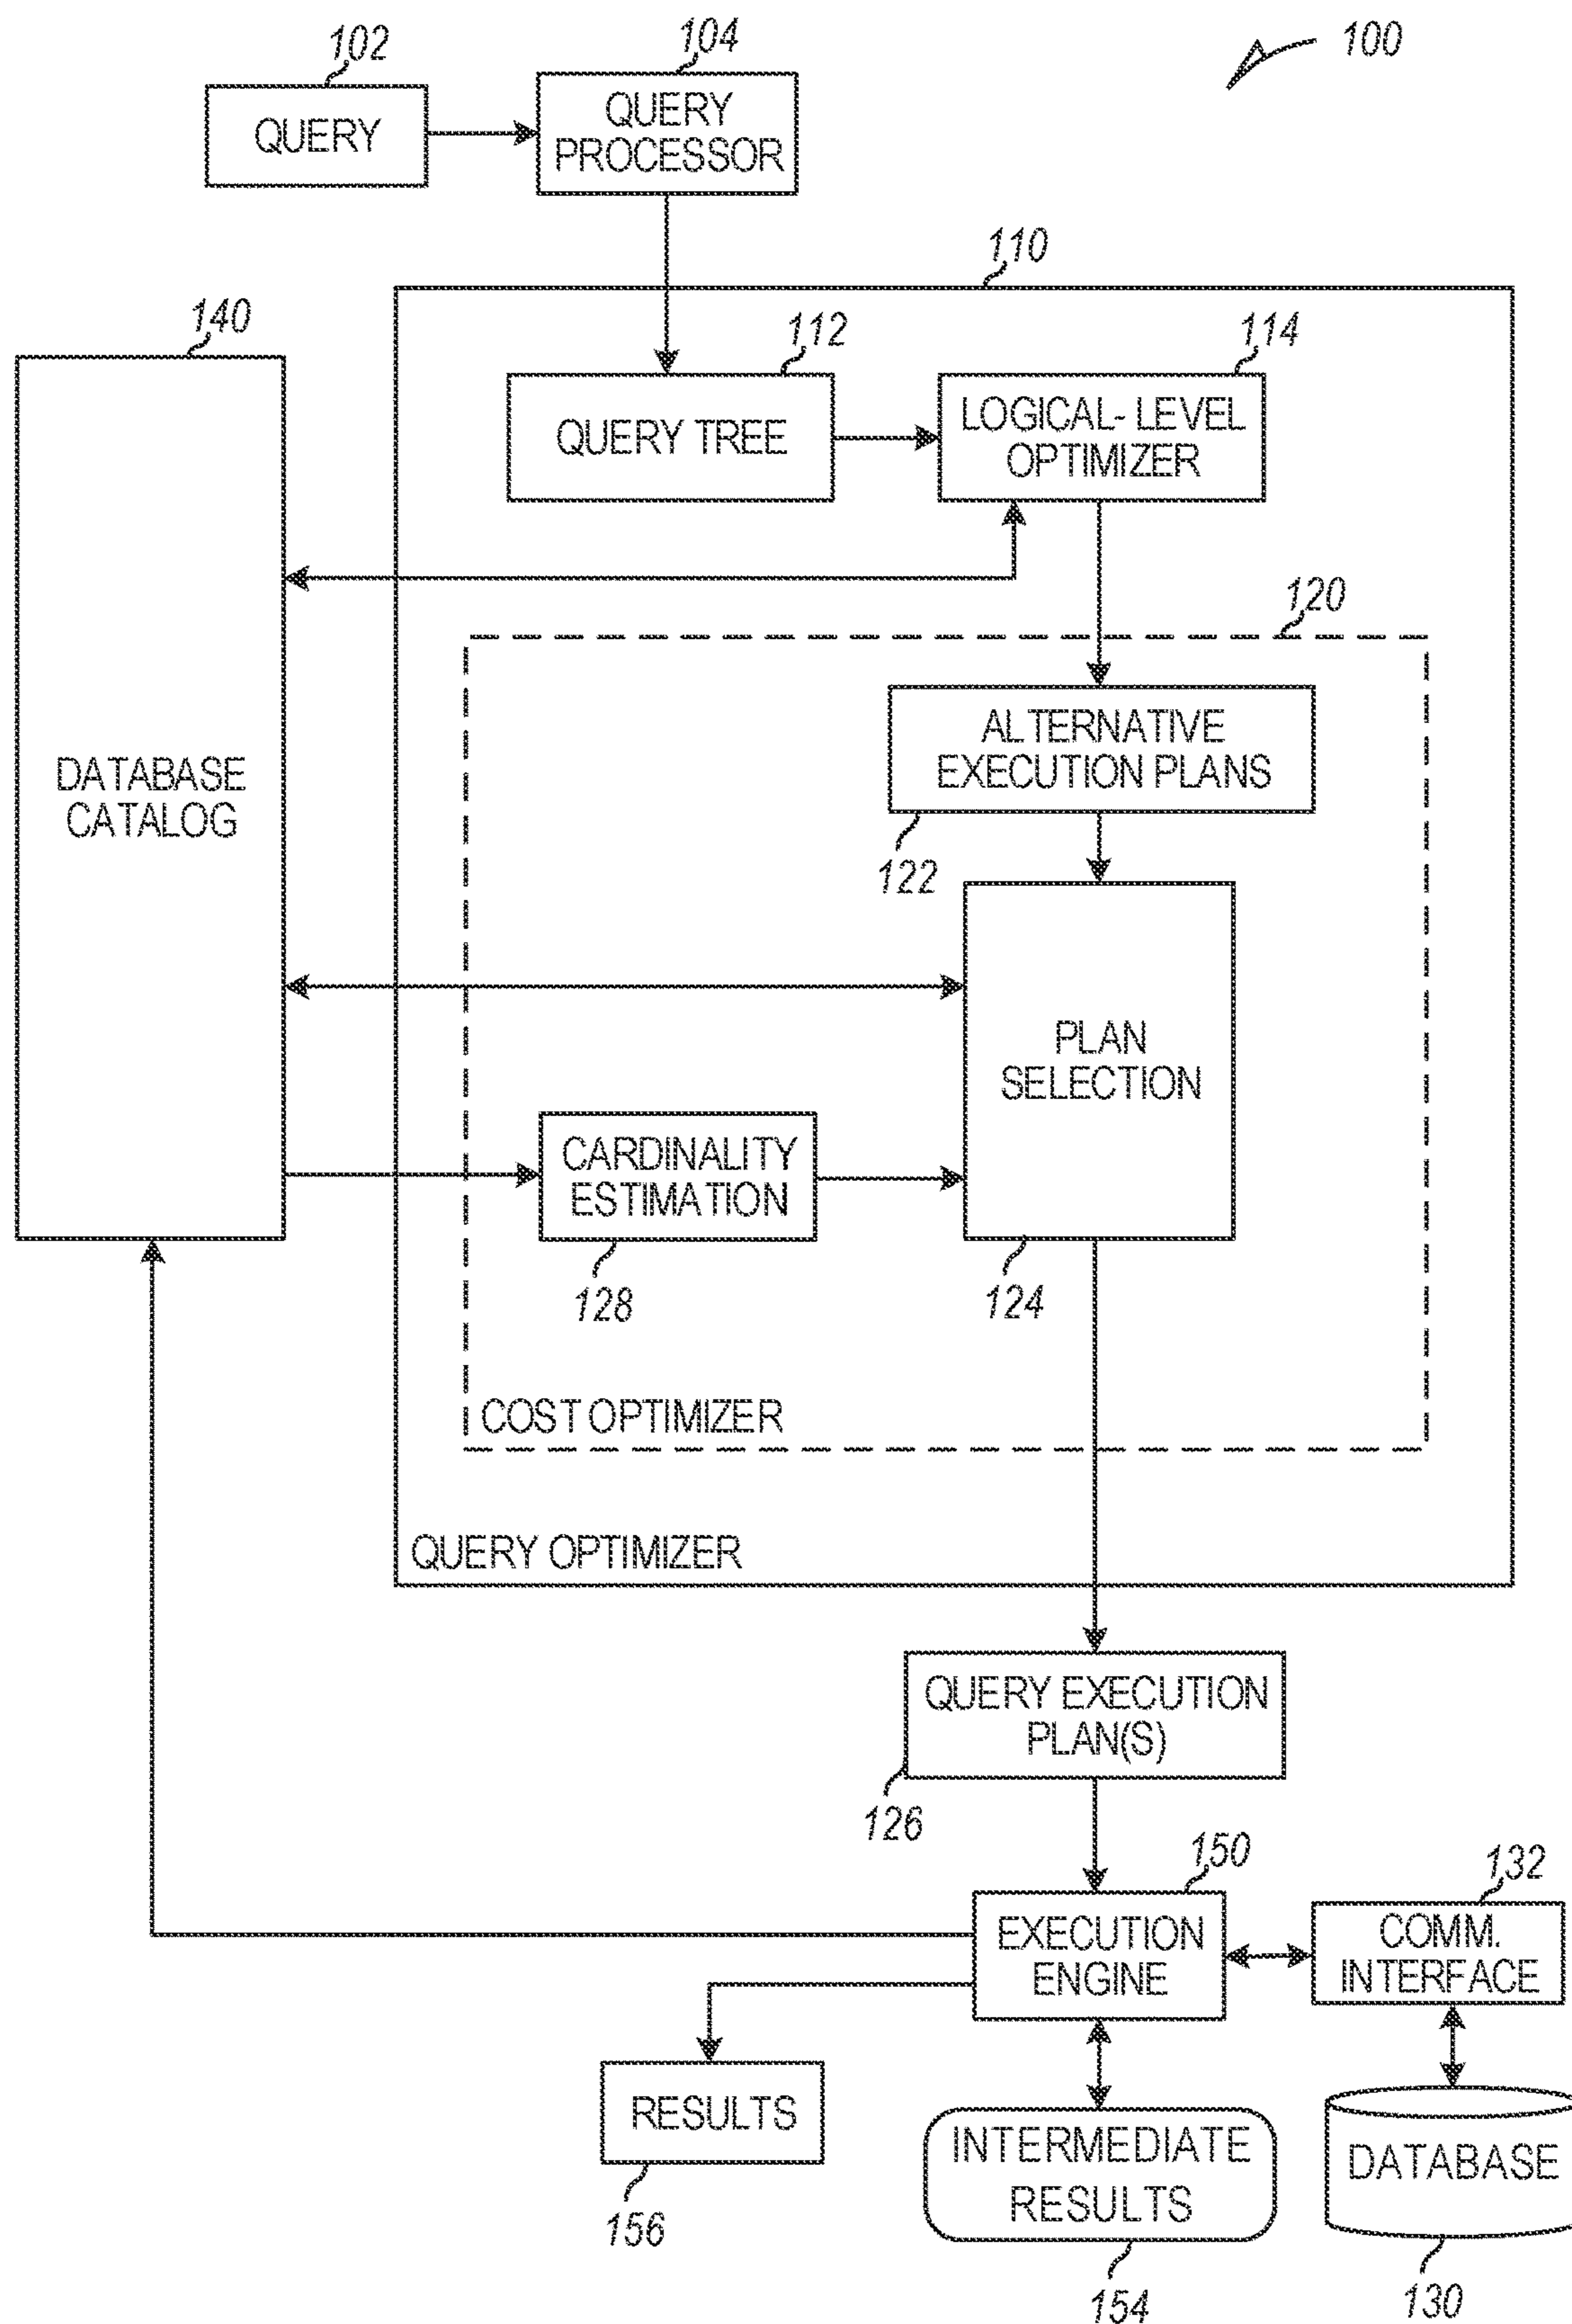 100
102
104
QUERY
QUERY
PROCESSOR
110
140
112
114
QUERY TREE
LOGICAL- LEVEL
OPTIMIZER
120
DATABASE
CATALOG
ALTERNATIVE
EXECUTION PLANS
122
PLAN
SELECTION
CARDINALITY
ESTIMATION
128
124
COST OPTIMIZER
QUERY OPTIMIZER
QUERY EXECUTION
PLAN(S)
126
150
132
EXECUTION
ENGINE
COMM.
INTERFACE
RESULTS
156
INTERMEDIATE
RESULTS
154
DATABASE
130